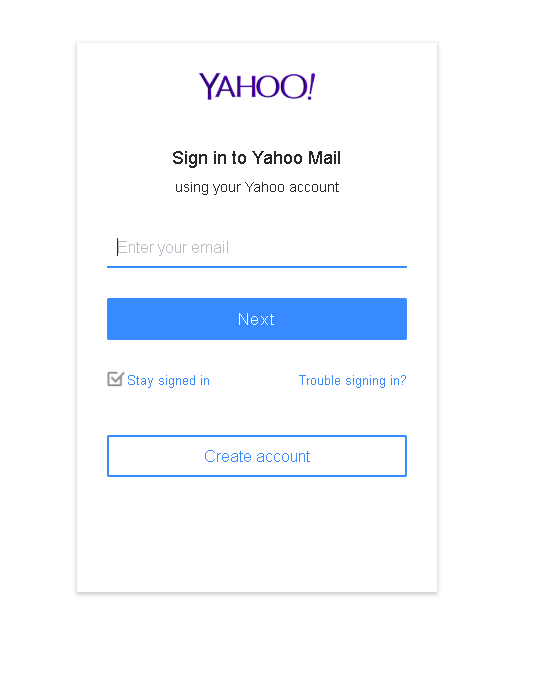 YAHOO!
Sign in to Yahoo Mail
using your Yahoo account
Enter your email
Next
Stay signed in
Trouble signing in?
Create account